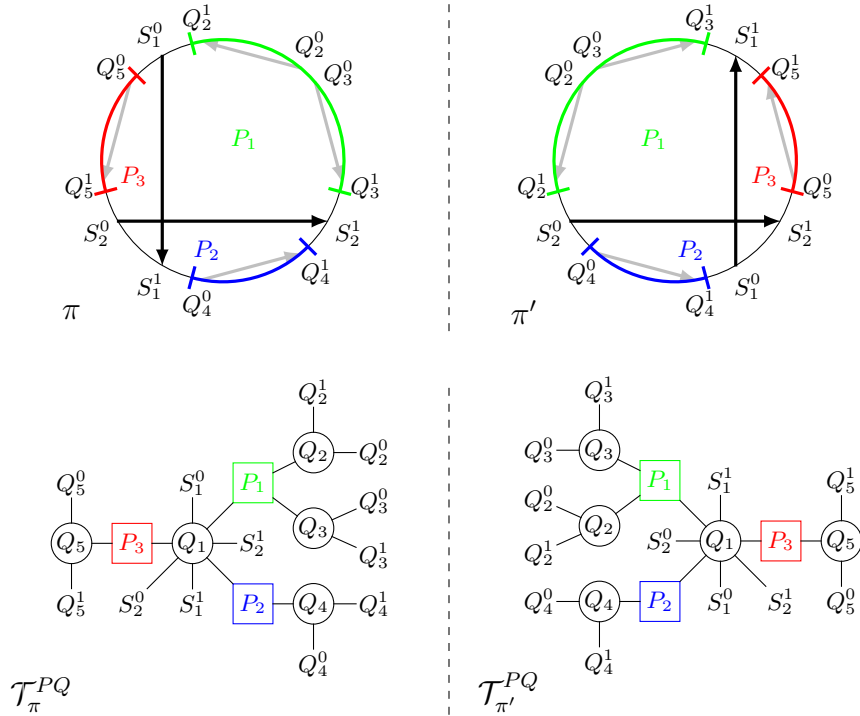 S_1^0 Q_2^1 Q_3^1 S_1^1
Q_5^0 Q_2^0 Q_3^0 Q_3^0 Q_2^0 Q_5^1
P_1 P_1
P_3 P_3
Q_5^1 Q_3^1 Q_2^1 Q_5^0
S_2^0 P_2 S_2^1 S_2^0 P_2 S_2^1
S_1^1 Q_4^0 Q_4^1 Q_4^0 Q_4^1 S_1^0
π π′
Q_2^1 Q_3^1
Q_2 Q_2^0 Q_3^0 Q_3
Q_5^0 S_1^0 P_1 P_1 S_1^1 Q_5^1
Q_3^0 Q_2^0
Q_5 P_3 Q_1 S_2^1 Q_3 Q_2 S_2^0 Q_1 P_3 Q_5
Q_3^1 Q_2^1
Q_5^1 S_2^0 S_1^1 P_2 Q_4 Q_4^1 Q_4^0 Q_4 P_2 S_1^0 S_2^1 Q_5^0
Q_4^0 Q_4^1
𝒯_π^{PQ} 𝒯_{π′}^{PQ}